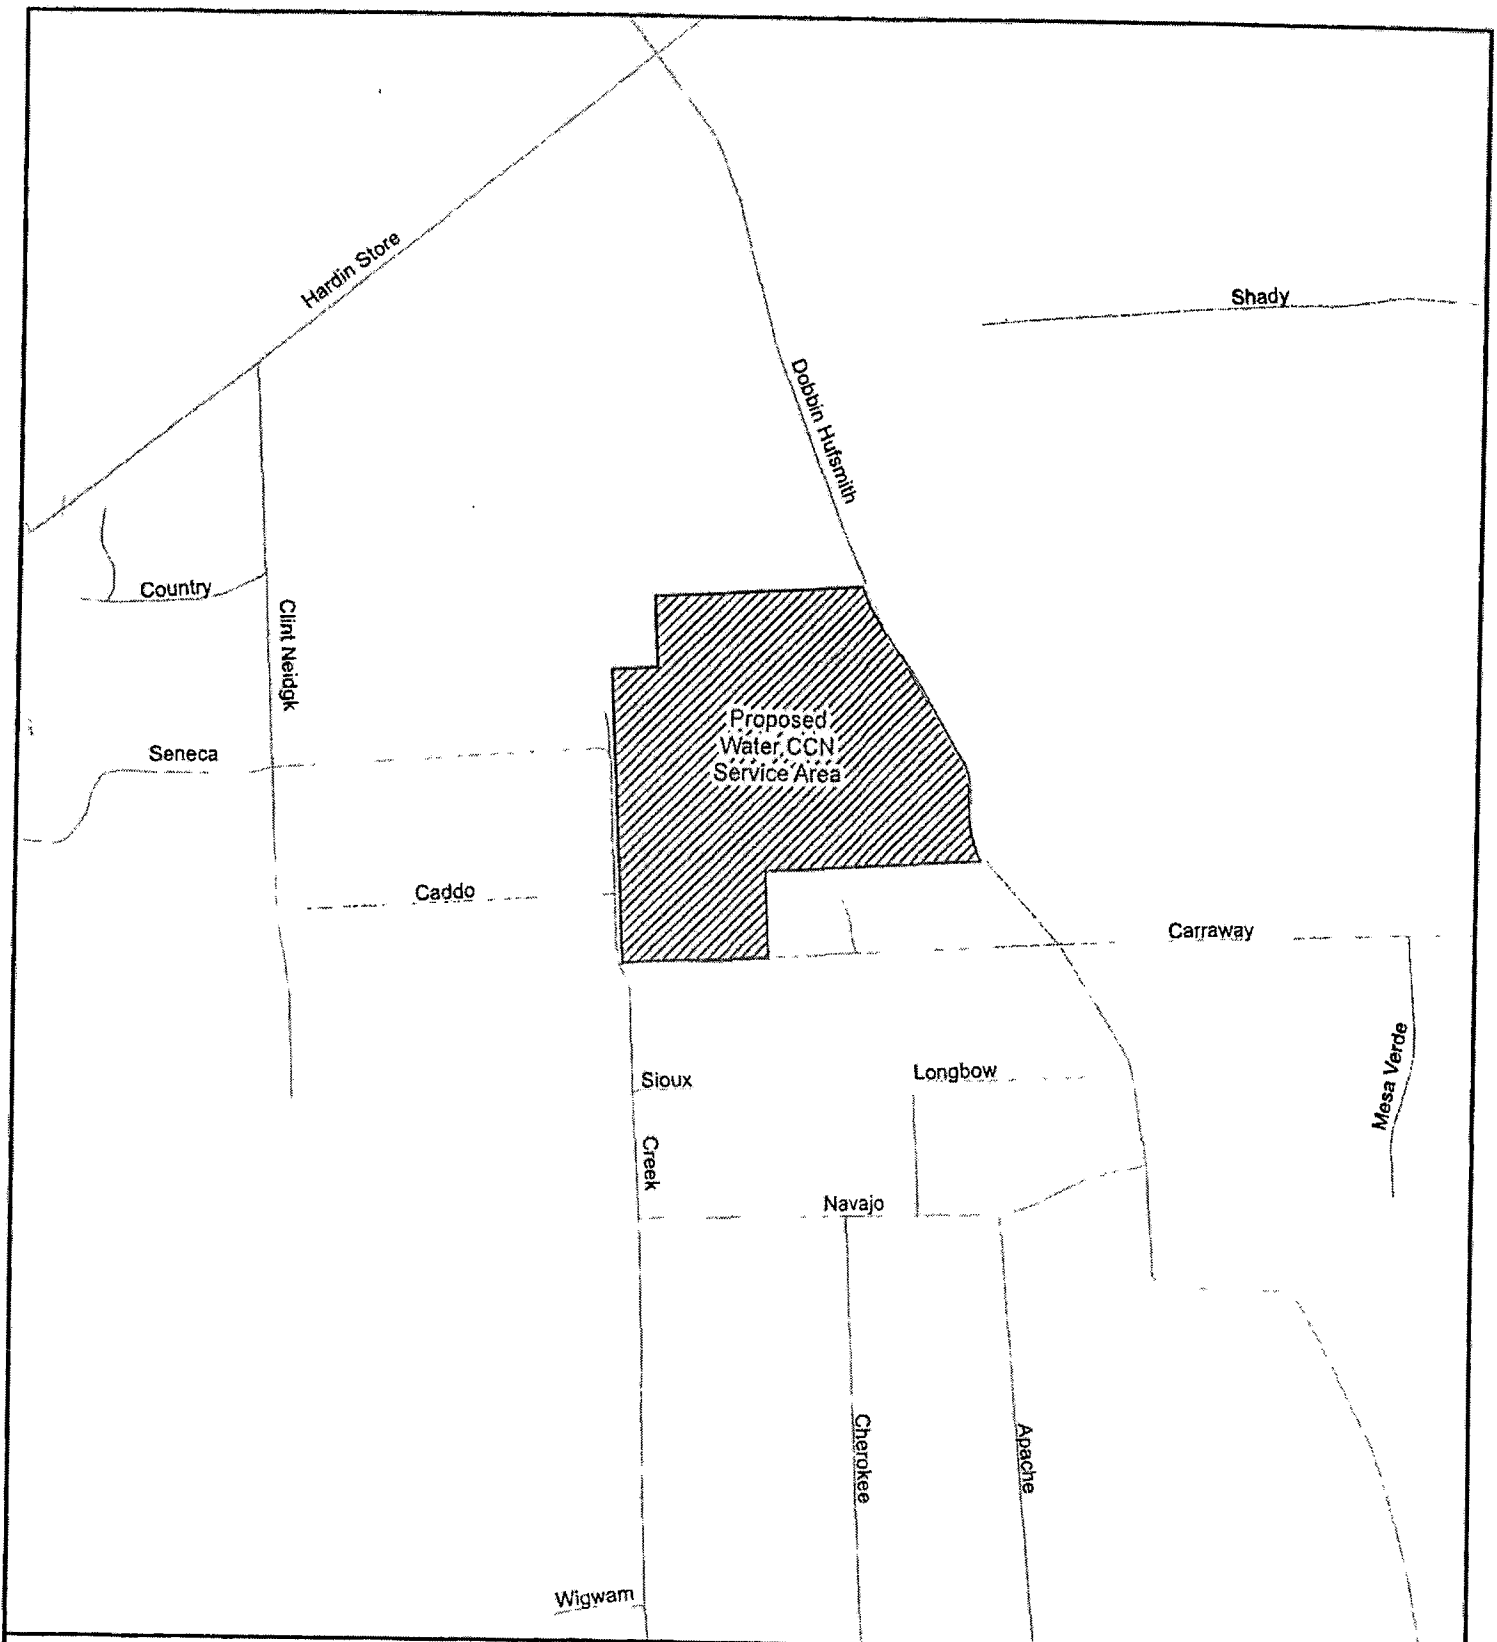 Hardin Store
Shady
Dobbin Hufsmith
Country
Clint Neidgk
Proposed
Water CCN
Service Area
Seneca
Caddo
Carraway
Mesa Verde
Sioux
Longbow
Creek
Navajo
Cherokee
Apache
Wigwam